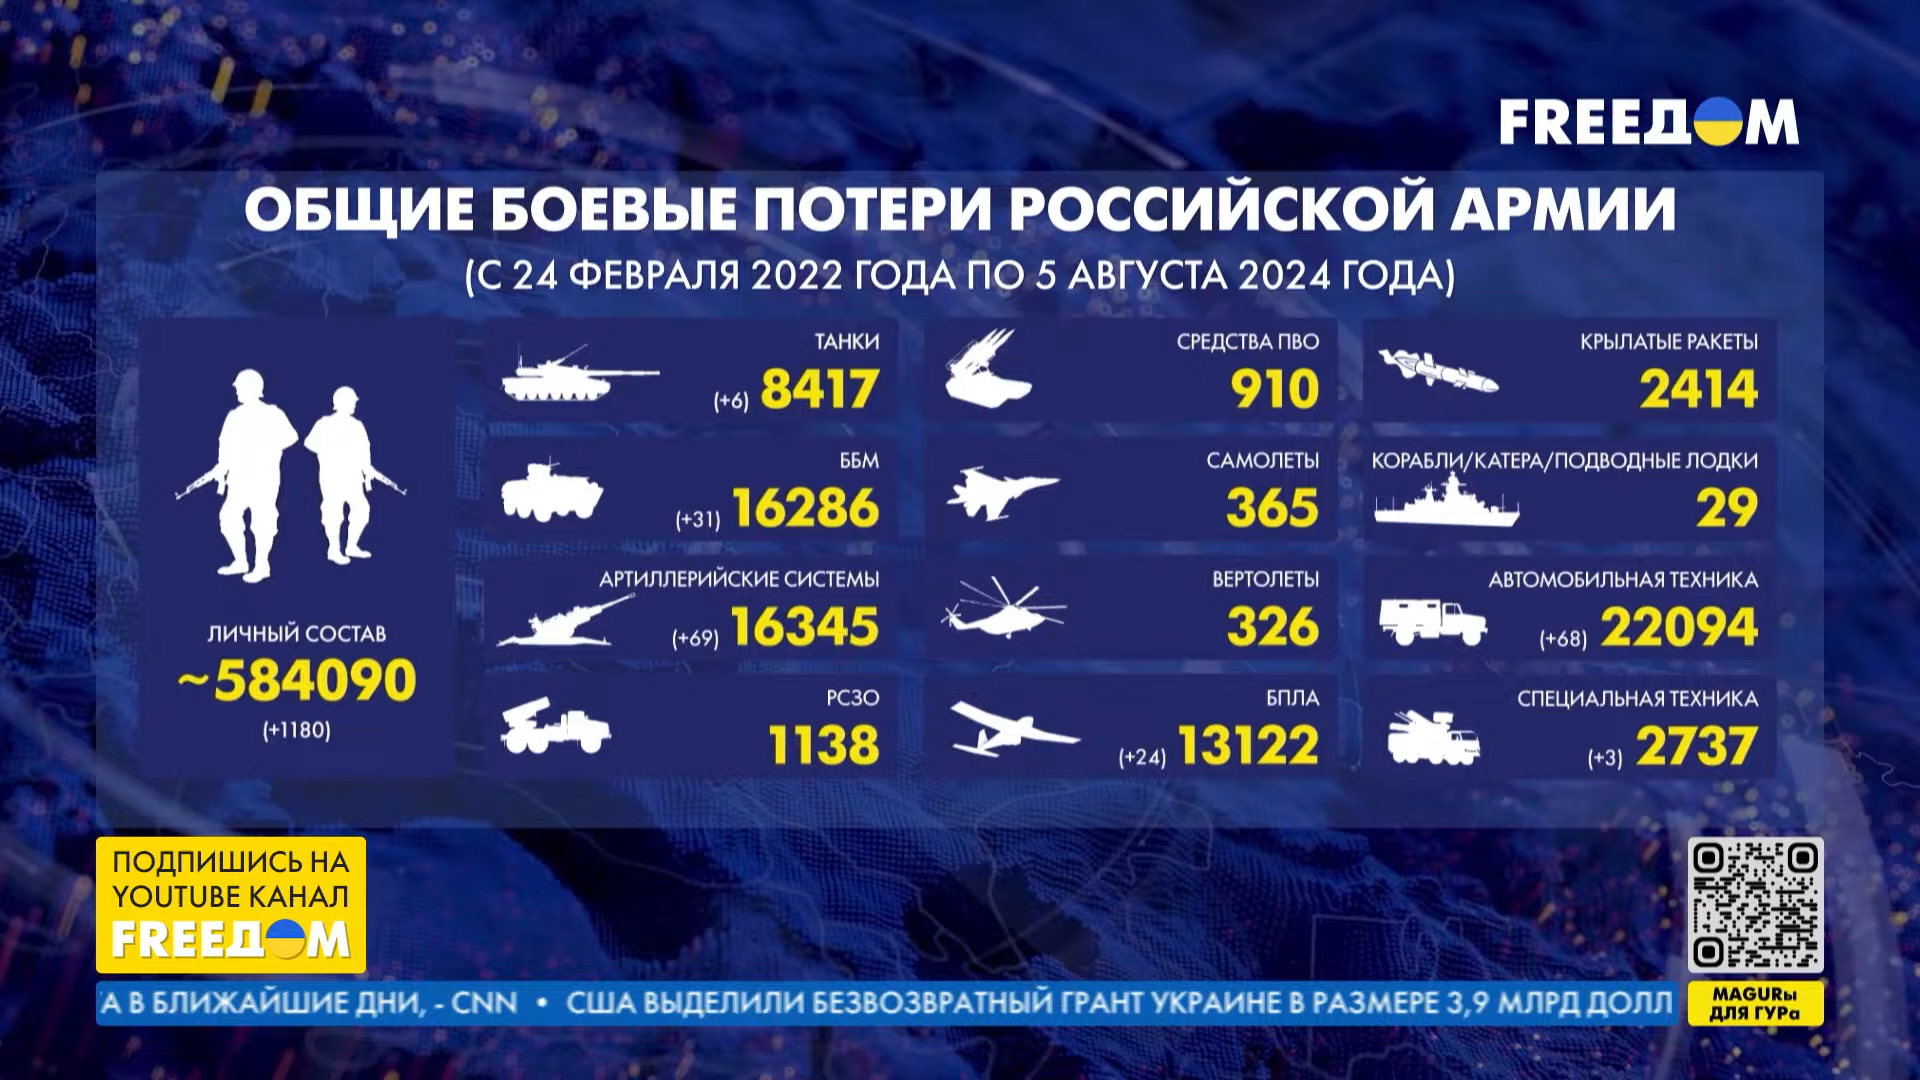 FREEДOM
ОБЩИЕ БОЕВЫЕ ПОТЕРИ РОССИЙСКОЙ АРМИИ
(С 24 ФЕВРАЛЯ 2022 ГОДА ПО 5 АВГУСТА 2024 ГОДА)
ЛИЧНЫЙ СОСТАВ
~584090
(+1180)
ТАНКИ
(+6) 8417
ББМ
(+31) 16286
АРТИЛЛЕРИЙСКИЕ СИСТЕМЫ
(+69) 16345
РСЗО
1138
СРЕДСТВА ПВО
910
САМОЛЕТЫ
365
ВЕРТОЛЕТЫ
326
БПЛА
(+24) 13122
КРЫЛАТЫЕ РАКЕТЫ
2414
КОРАБЛИ/КАТЕРА/ПОДВОДНЫЕ ЛОДКИ
29
АВТОМОБИЛЬНАЯ ТЕХНИКА
(+68) 22094
СПЕЦИАЛЬНАЯ ТЕХНИКА
(+3) 2737
ПОДПИШИСЬ НА
YOUTUBE КАНАЛ
FREEДOM
А В БЛИЖАЙШИЕ ДНИ, - CNN • США ВЫДЕЛИЛИ БЕЗВОЗВРАТНЫЙ ГРАНТ УКРАИНЕ В РАЗМЕРЕ 3,9 МЛРД ДОЛЛ
MAGURы
ДЛЯ ГУРа